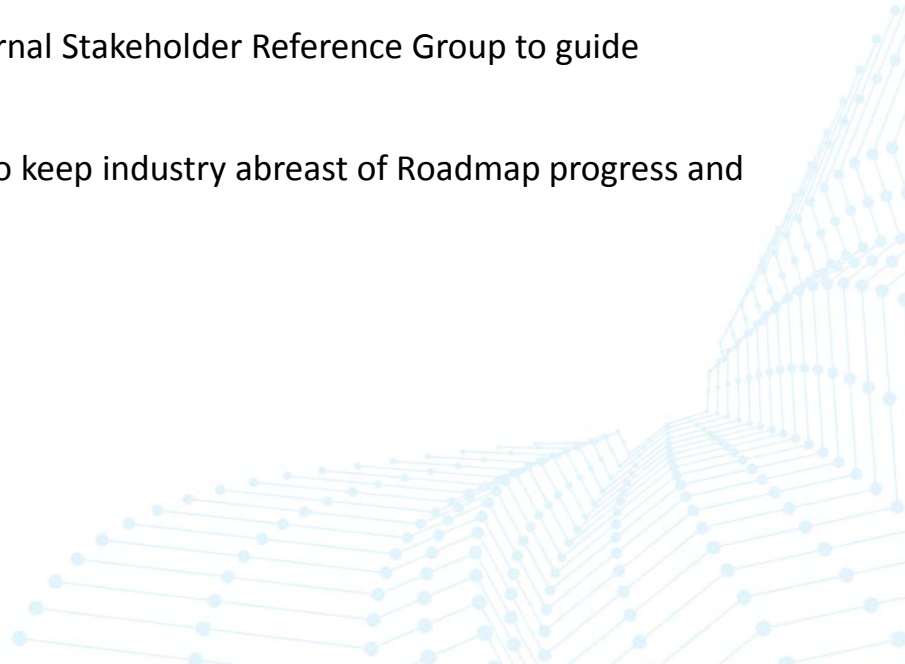 rnal Stakeholder Reference Group to guide
o keep industry abreast of Roadmap progress and